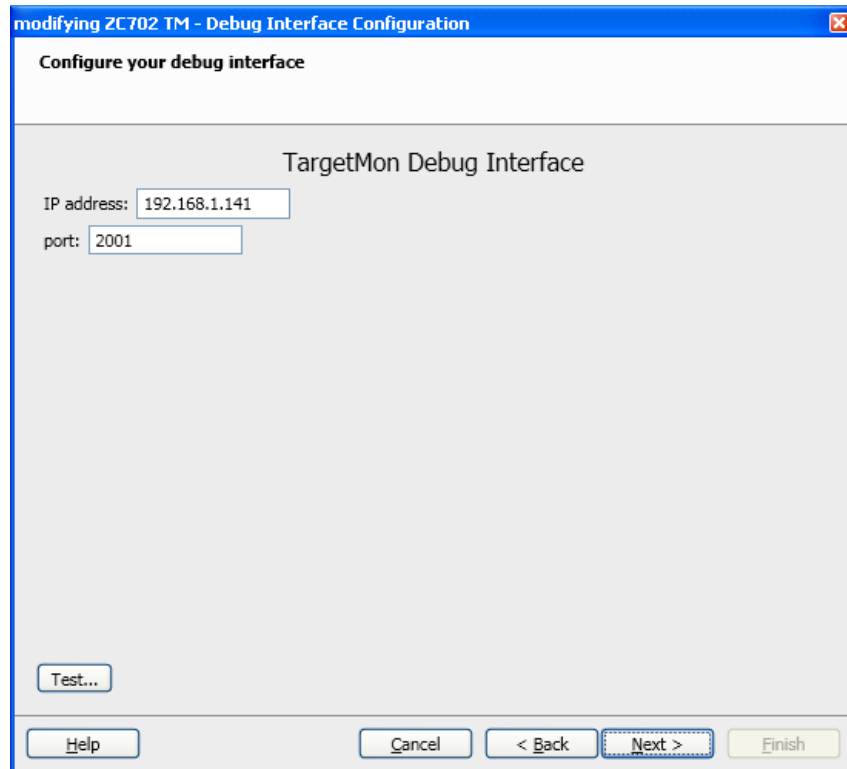 modifying ZC702 TM - Debug Interface Configuration
Configure your debug interface
TargetMon Debug Interface
IP address: 192.168.1.141
port: 2001
Test...
Help Cancel < Back Next > Finish